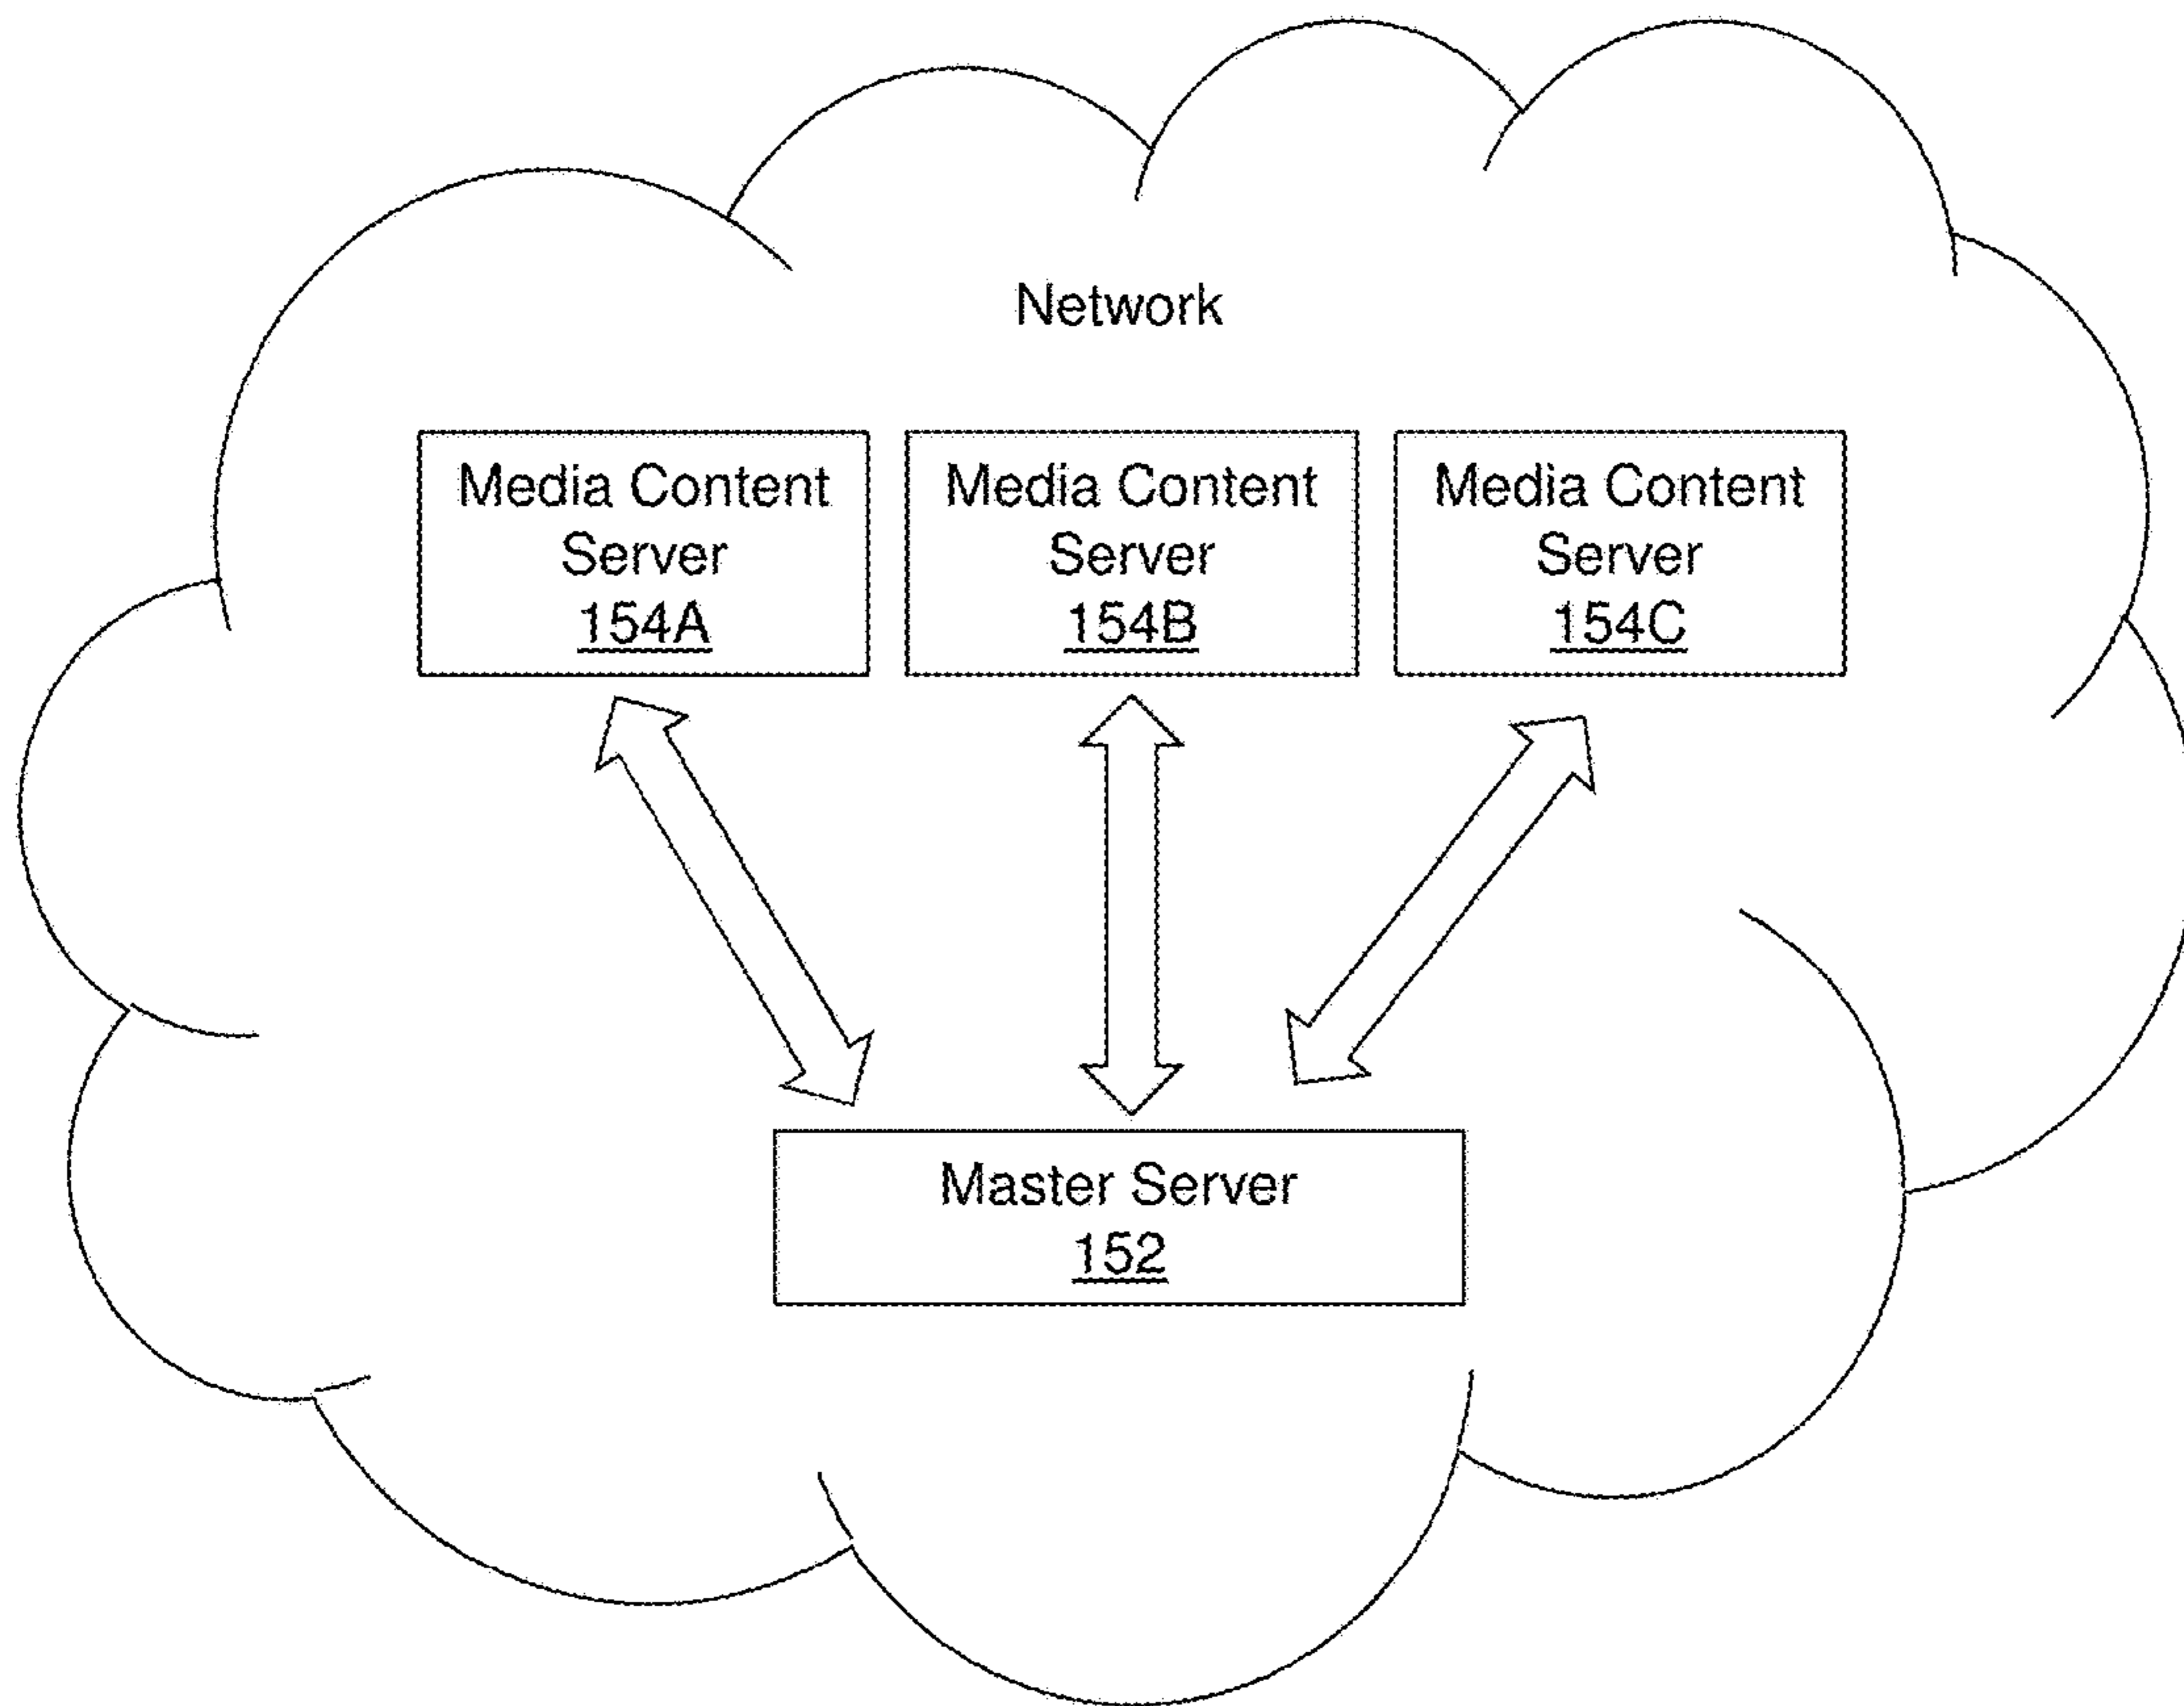 Network
Media Content
Server
154A
Media Content
Server
154B
Media Content
Server
154C
Master Server
152